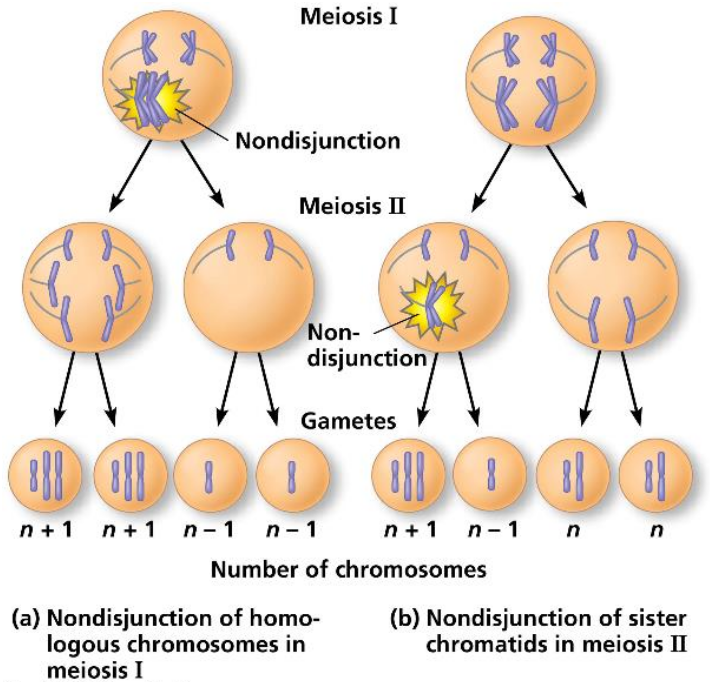 Meiosis I
Nondisjunction
Meiosis II
Non-
disjunction
Gametes
n + 1 n + 1 n – 1 n – 1 n + 1 n – 1 n n
Number of chromosomes
(a) Nondisjunction of homo-
logous chromosomes in
meiosis I
(b) Nondisjunction of sister
chromatids in meiosis II